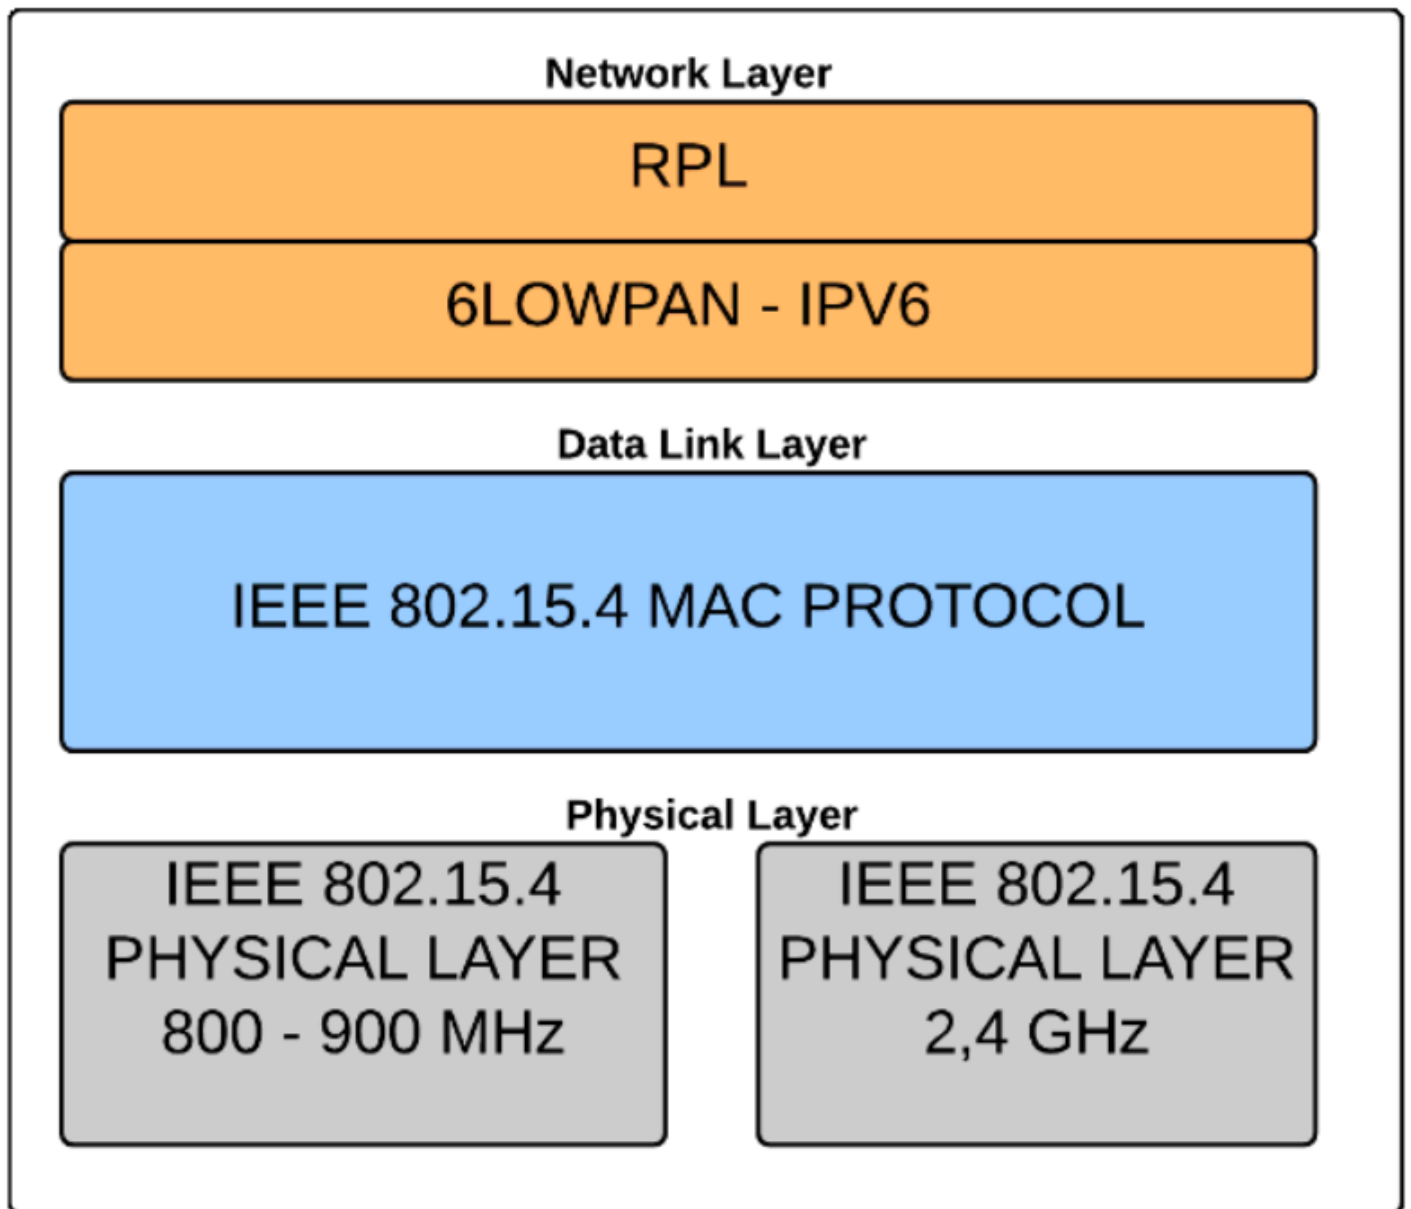 Network Layer
RPL
6LOWPAN - IPV6
Data Link Layer
IEEE 802.15.4 MAC PROTOCOL
Physical Layer
IEEE 802.15.4
PHYSICAL LAYER
800 - 900 MHz
IEEE 802.15.4
PHYSICAL LAYER
2,4 GHz